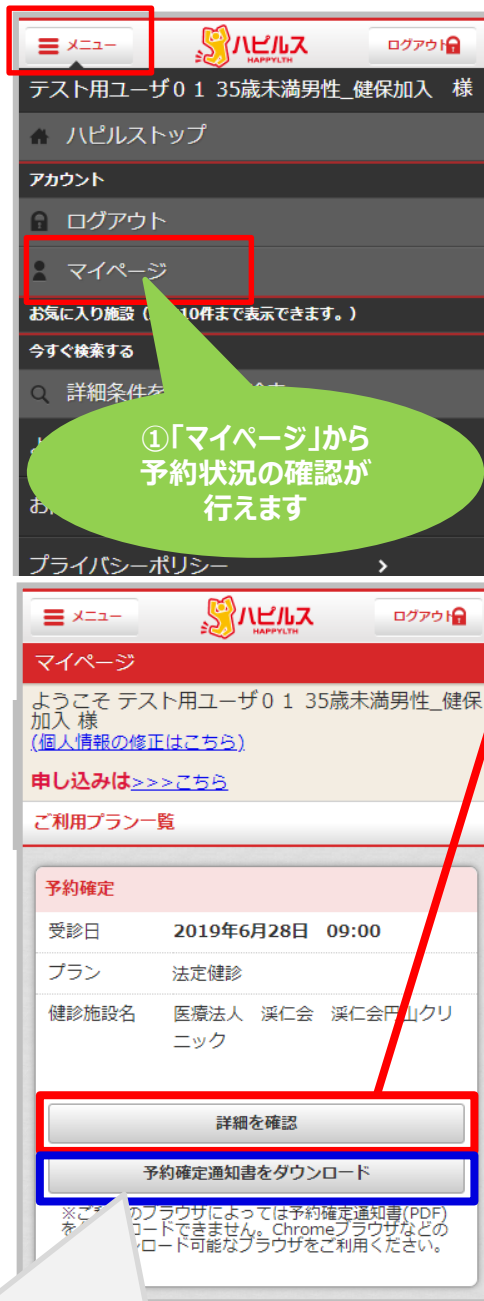 メニュー
ハピルス
HAPPYLTH
ログアウト
テスト用ユーザ01 35歳未満男性_健保加入 様
ハピルストップ
アカウント
ログアウト
マイページ
お気に入り施設（ 10件まで表示できます。）
今すぐ検索する
詳細条件を
①「マイページ」から
予約状況の確認が
行えます
お
プライバシーポリシー >
メニュー
ハピルス
HAPPYLTH
ログアウト
マイページ
ようこそ テスト用ユーザ01 35歳未満男性_健保
加入 様
(個人情報の修正はこちら)
申し込みは>>>こちら
ご利用プラン一覧
予約確定
受診日 2019年6月28日 09:00
プラン 法定健診
健診施設名 医療法人 渓仁会 渓仁会円山クリ
ニック
詳細を確認
予約確定通知書をダウンロード
※ご のブラウザによっては予約確定通知書(PDF)
を ロードできません。Chromeブラウザなどの
ロード可能なブラウザをご利用ください。